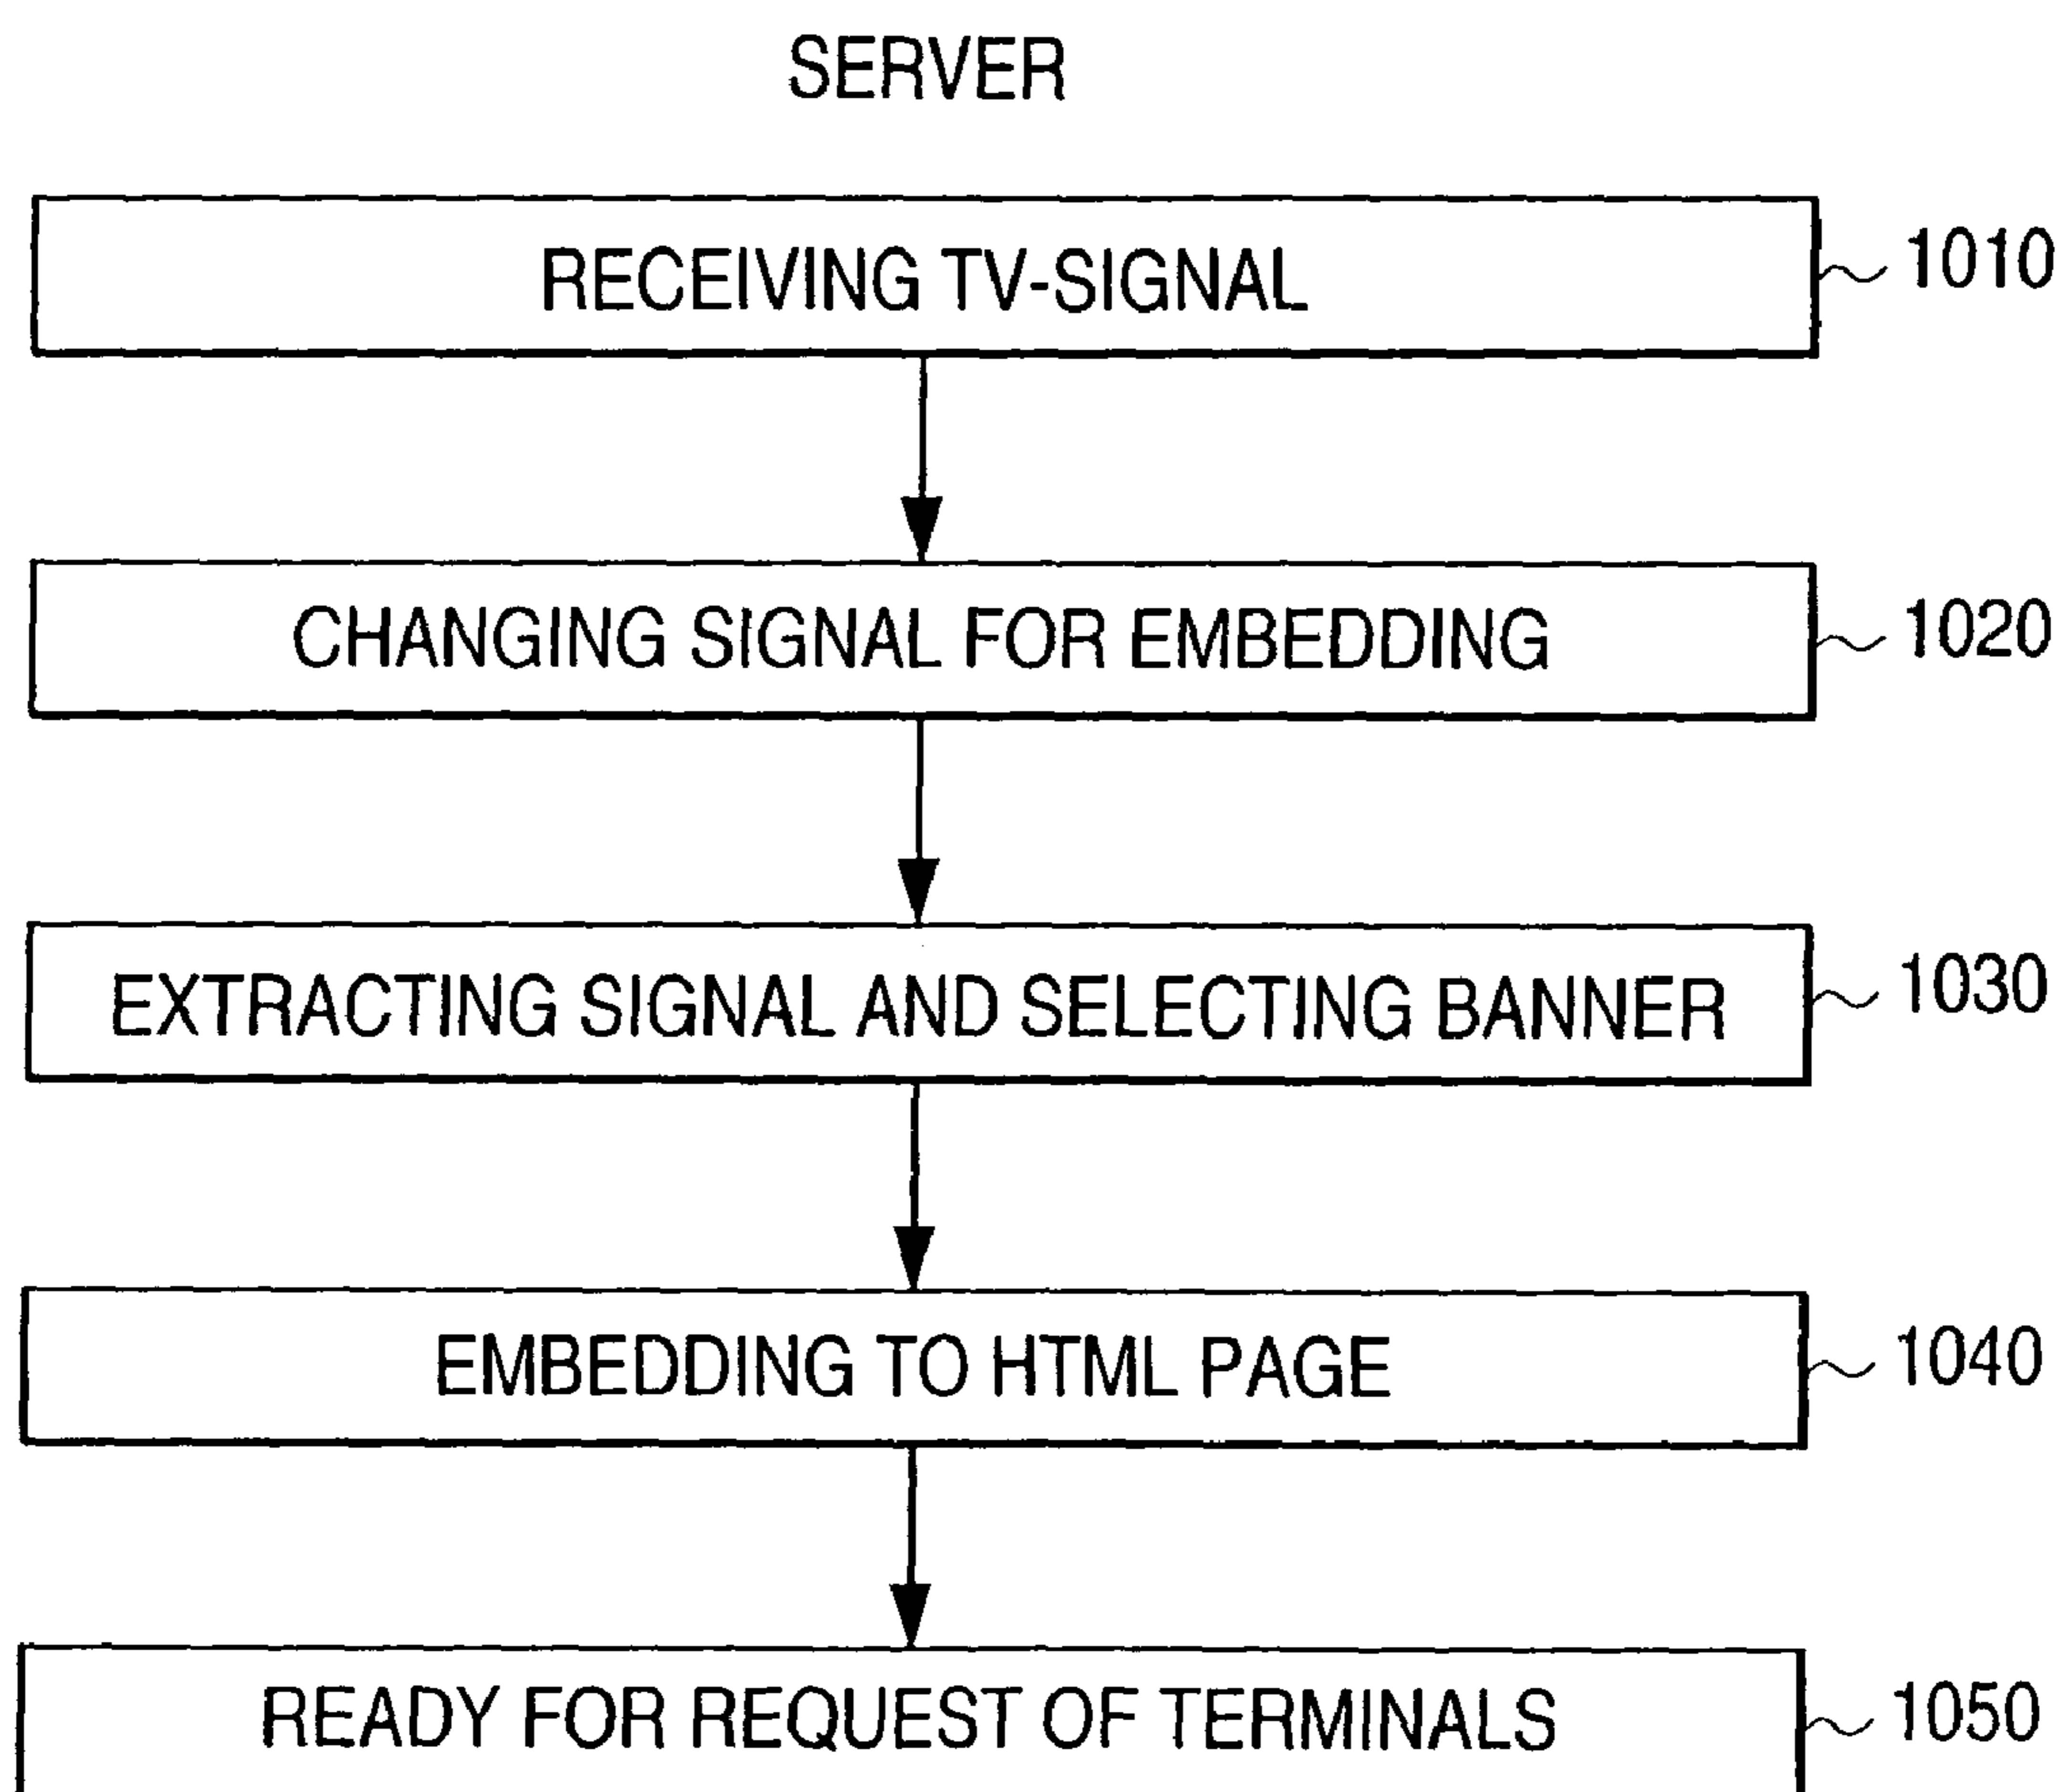 SERVER
RECEIVING TV-SIGNAL 1010
CHANGING SIGNAL FOR EMBEDDING 1020
EXTRACTING SIGNAL AND SELECTING BANNER 1030
EMBEDDING TO HTML PAGE 1040
READY FOR REQUEST OF TERMINALS 1050